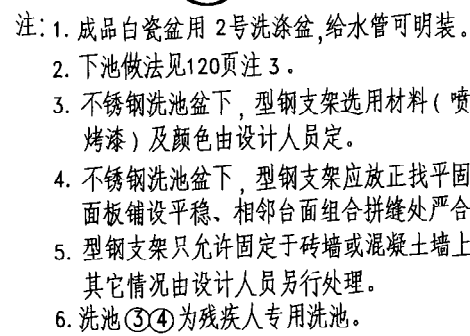 注: 1. 成品白瓷盆用 2号洗涤盆,给水管可明装。
2. 下池做法见120页注 3 。
3. 不锈钢洗池盆下，型钢支架选用材料（喷
烤漆）及颜色由设计人员定。
4. 不锈钢洗池盆下，型钢支架应放正找平固
面板铺设平稳、相邻台面组合拼缝处严合
5. 型钢支架只允许固定于砖墙或混凝土墙上
其它情况由设计人员另行处理。
6. 洗池③④为残疾人专用洗池。